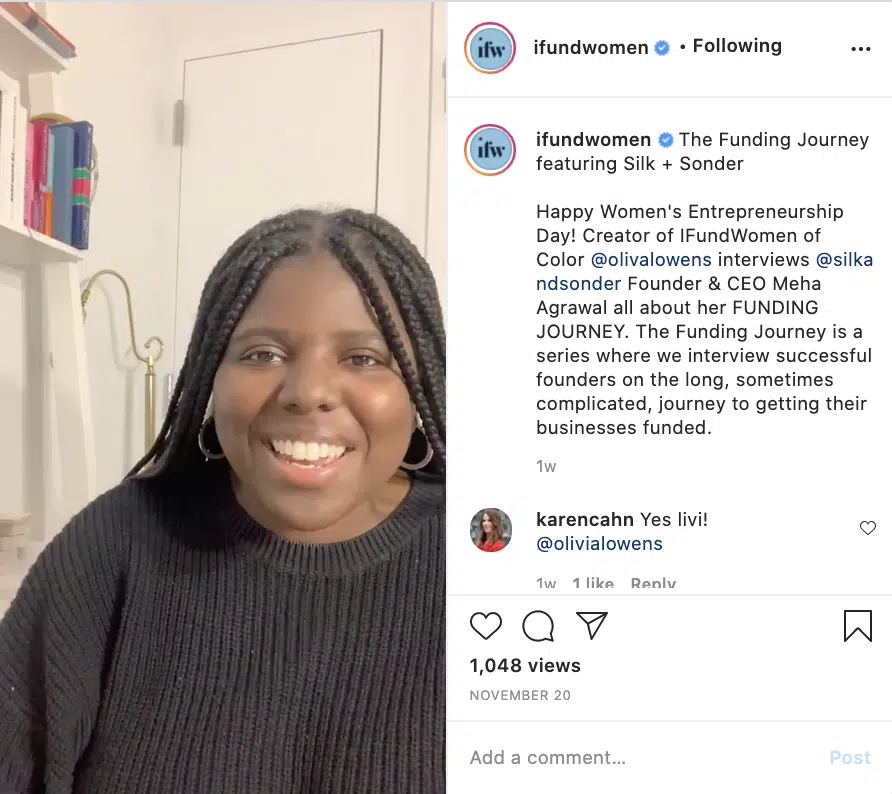 ifw
ifundwomen • Following
ifw
ifundwomen The Funding Journey
featuring Silk + Sonder
Happy Women's Entrepreneurship
Day! Creator of IFundWomen of
Color @olivalowens interviews @silka
ndsonder Founder & CEO Meha
Agrawal all about her FUNDING
JOURNEY. The Funding Journey is a
series where we interview successful
founders on the long, sometimes
complicated, journey to getting their
businesses funded.
1w
karencahn Yes livi!
@olivialowens
1w 1 like Reply
1,048 views
NOVEMBER 20
Add a comment... Post